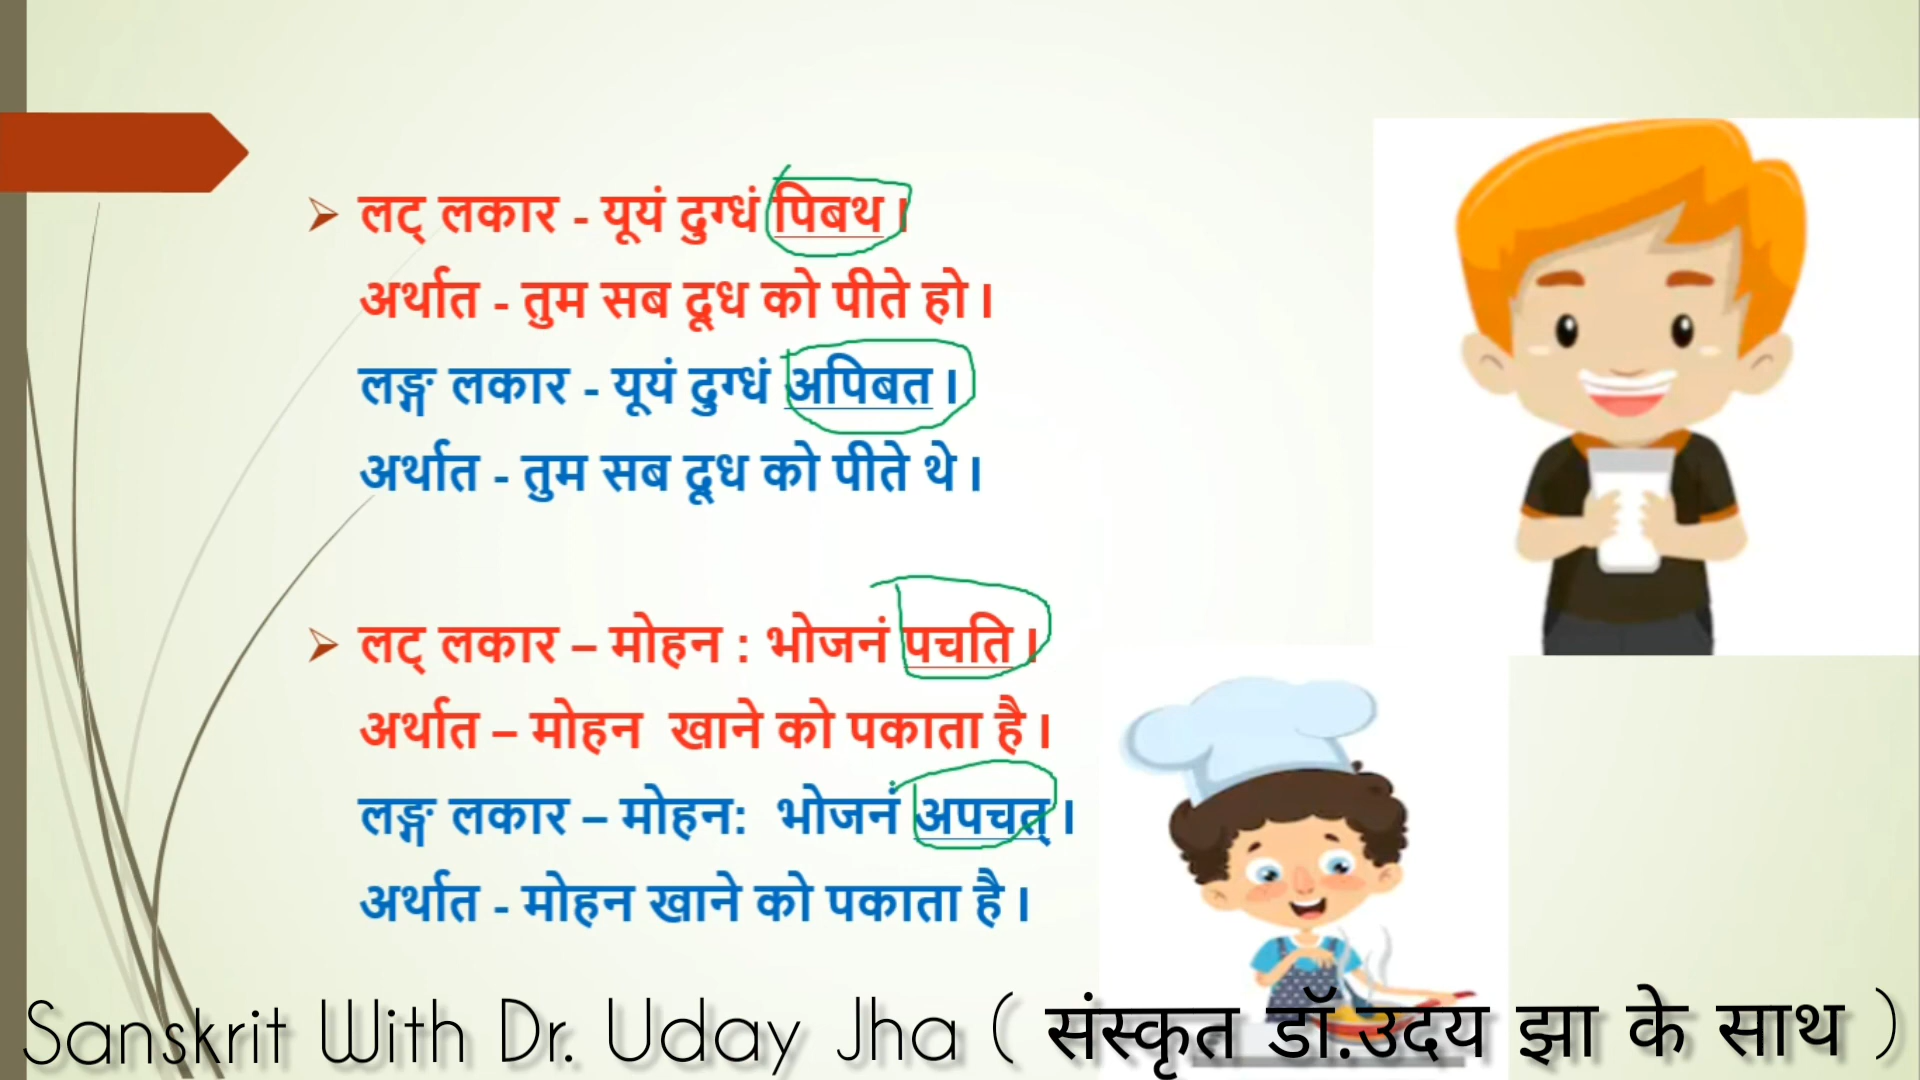 लट् लकार - यूयं दुग्धं पिबथ ।
अर्थात - तुम सब दूध को पीते हो ।
लङ्ग लकार - यूयं दुग्धं अपिबत ।
अर्थात - तुम सब दूध को पीते थे ।
लट् लकार – मोहन : भोजनं पचति ।
अर्थात – मोहन खाने को पकाता है ।
लङ्ग लकार – मोहन: भोजनं अपचत् ।
अर्थात - मोहन खाने को पकाता है ।
Sanskrit With Dr. Uday Jha ( संस्कृत डॉ.उदय झा के साथ )